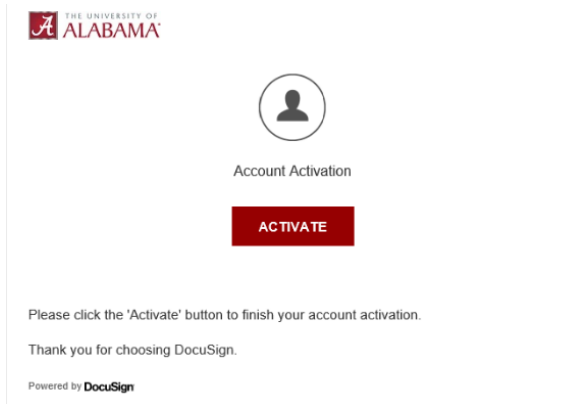 THE UNIVERSITY OF
ALABAMA
Account Activation
ACTIVATE
Please click the 'Activate' button to finish your account activation.
Thank you for choosing DocuSign.
Powered by DocuSign